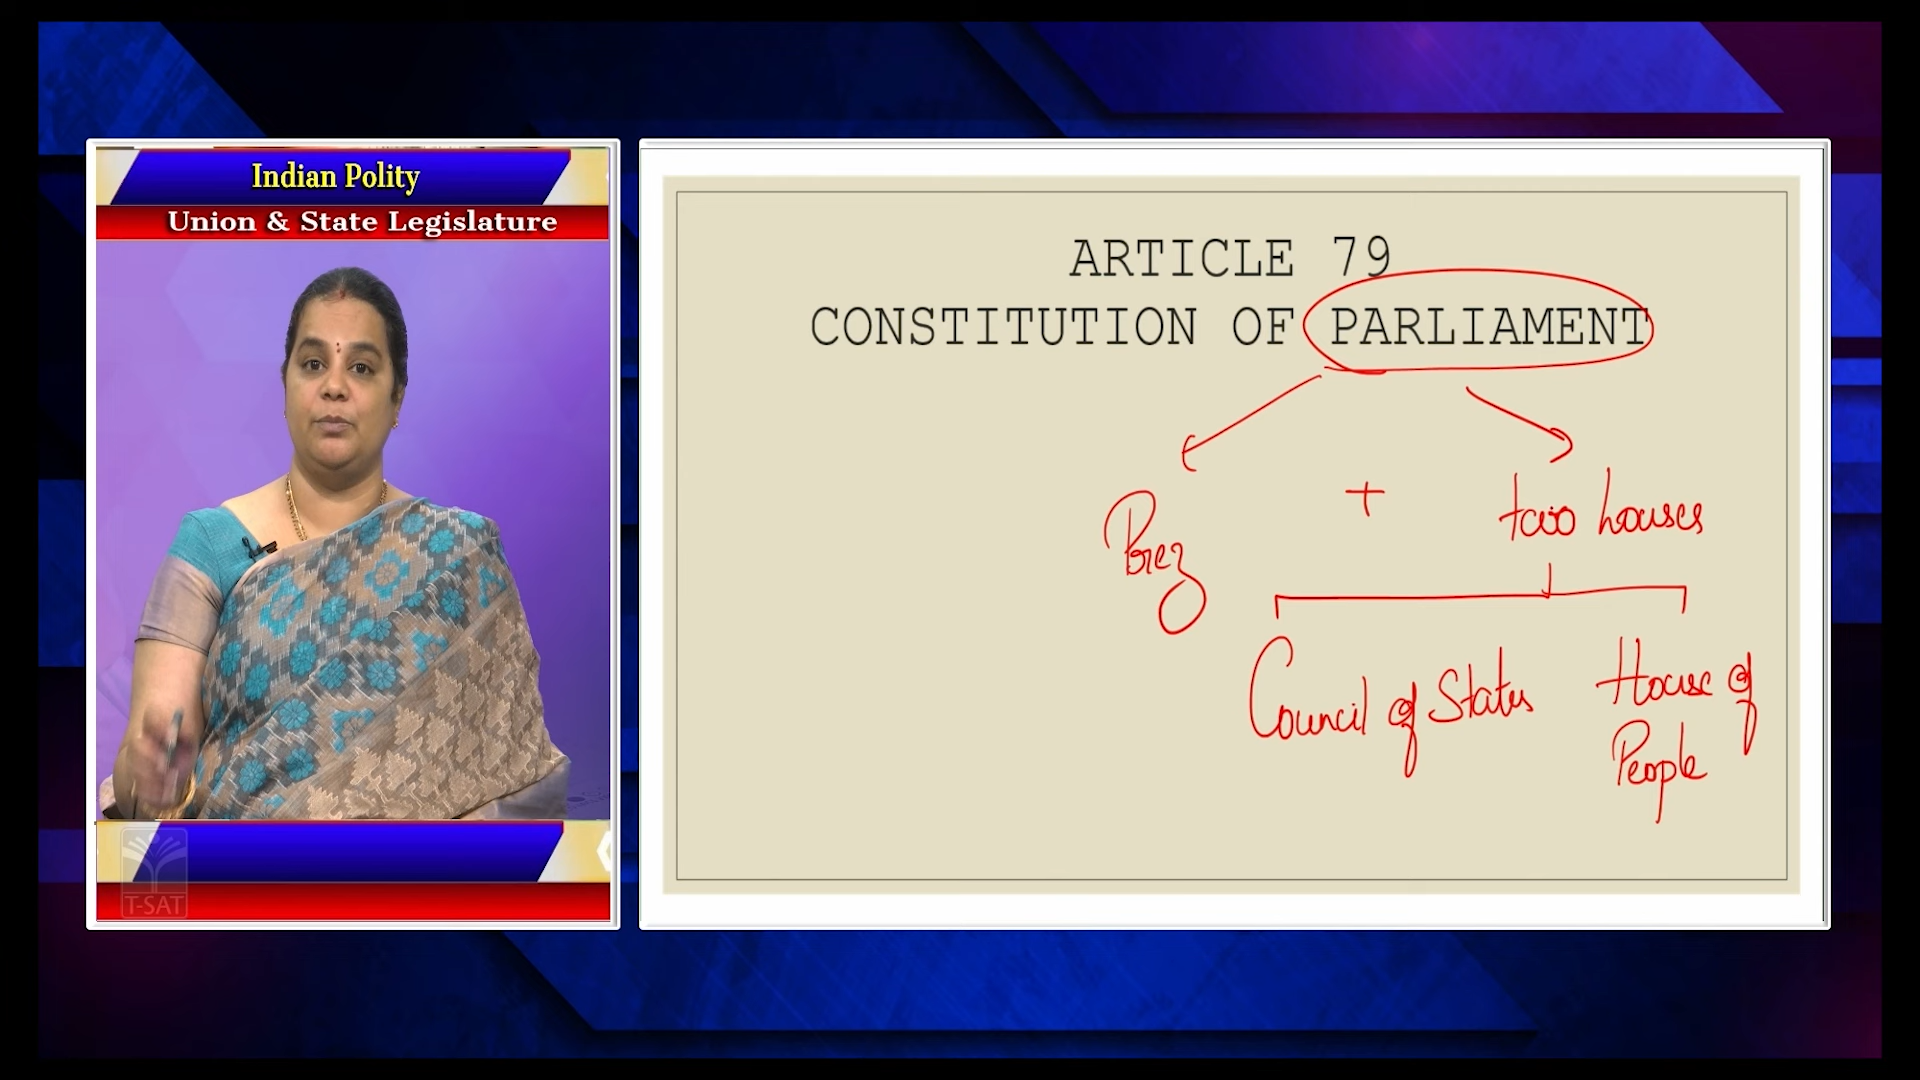 Indian Polity
Union & State Legislature
T-SAT
ARTICLE 79
CONSTITUTION OF PARLIAMENT
Prez + two houses
Council of States
House of
People